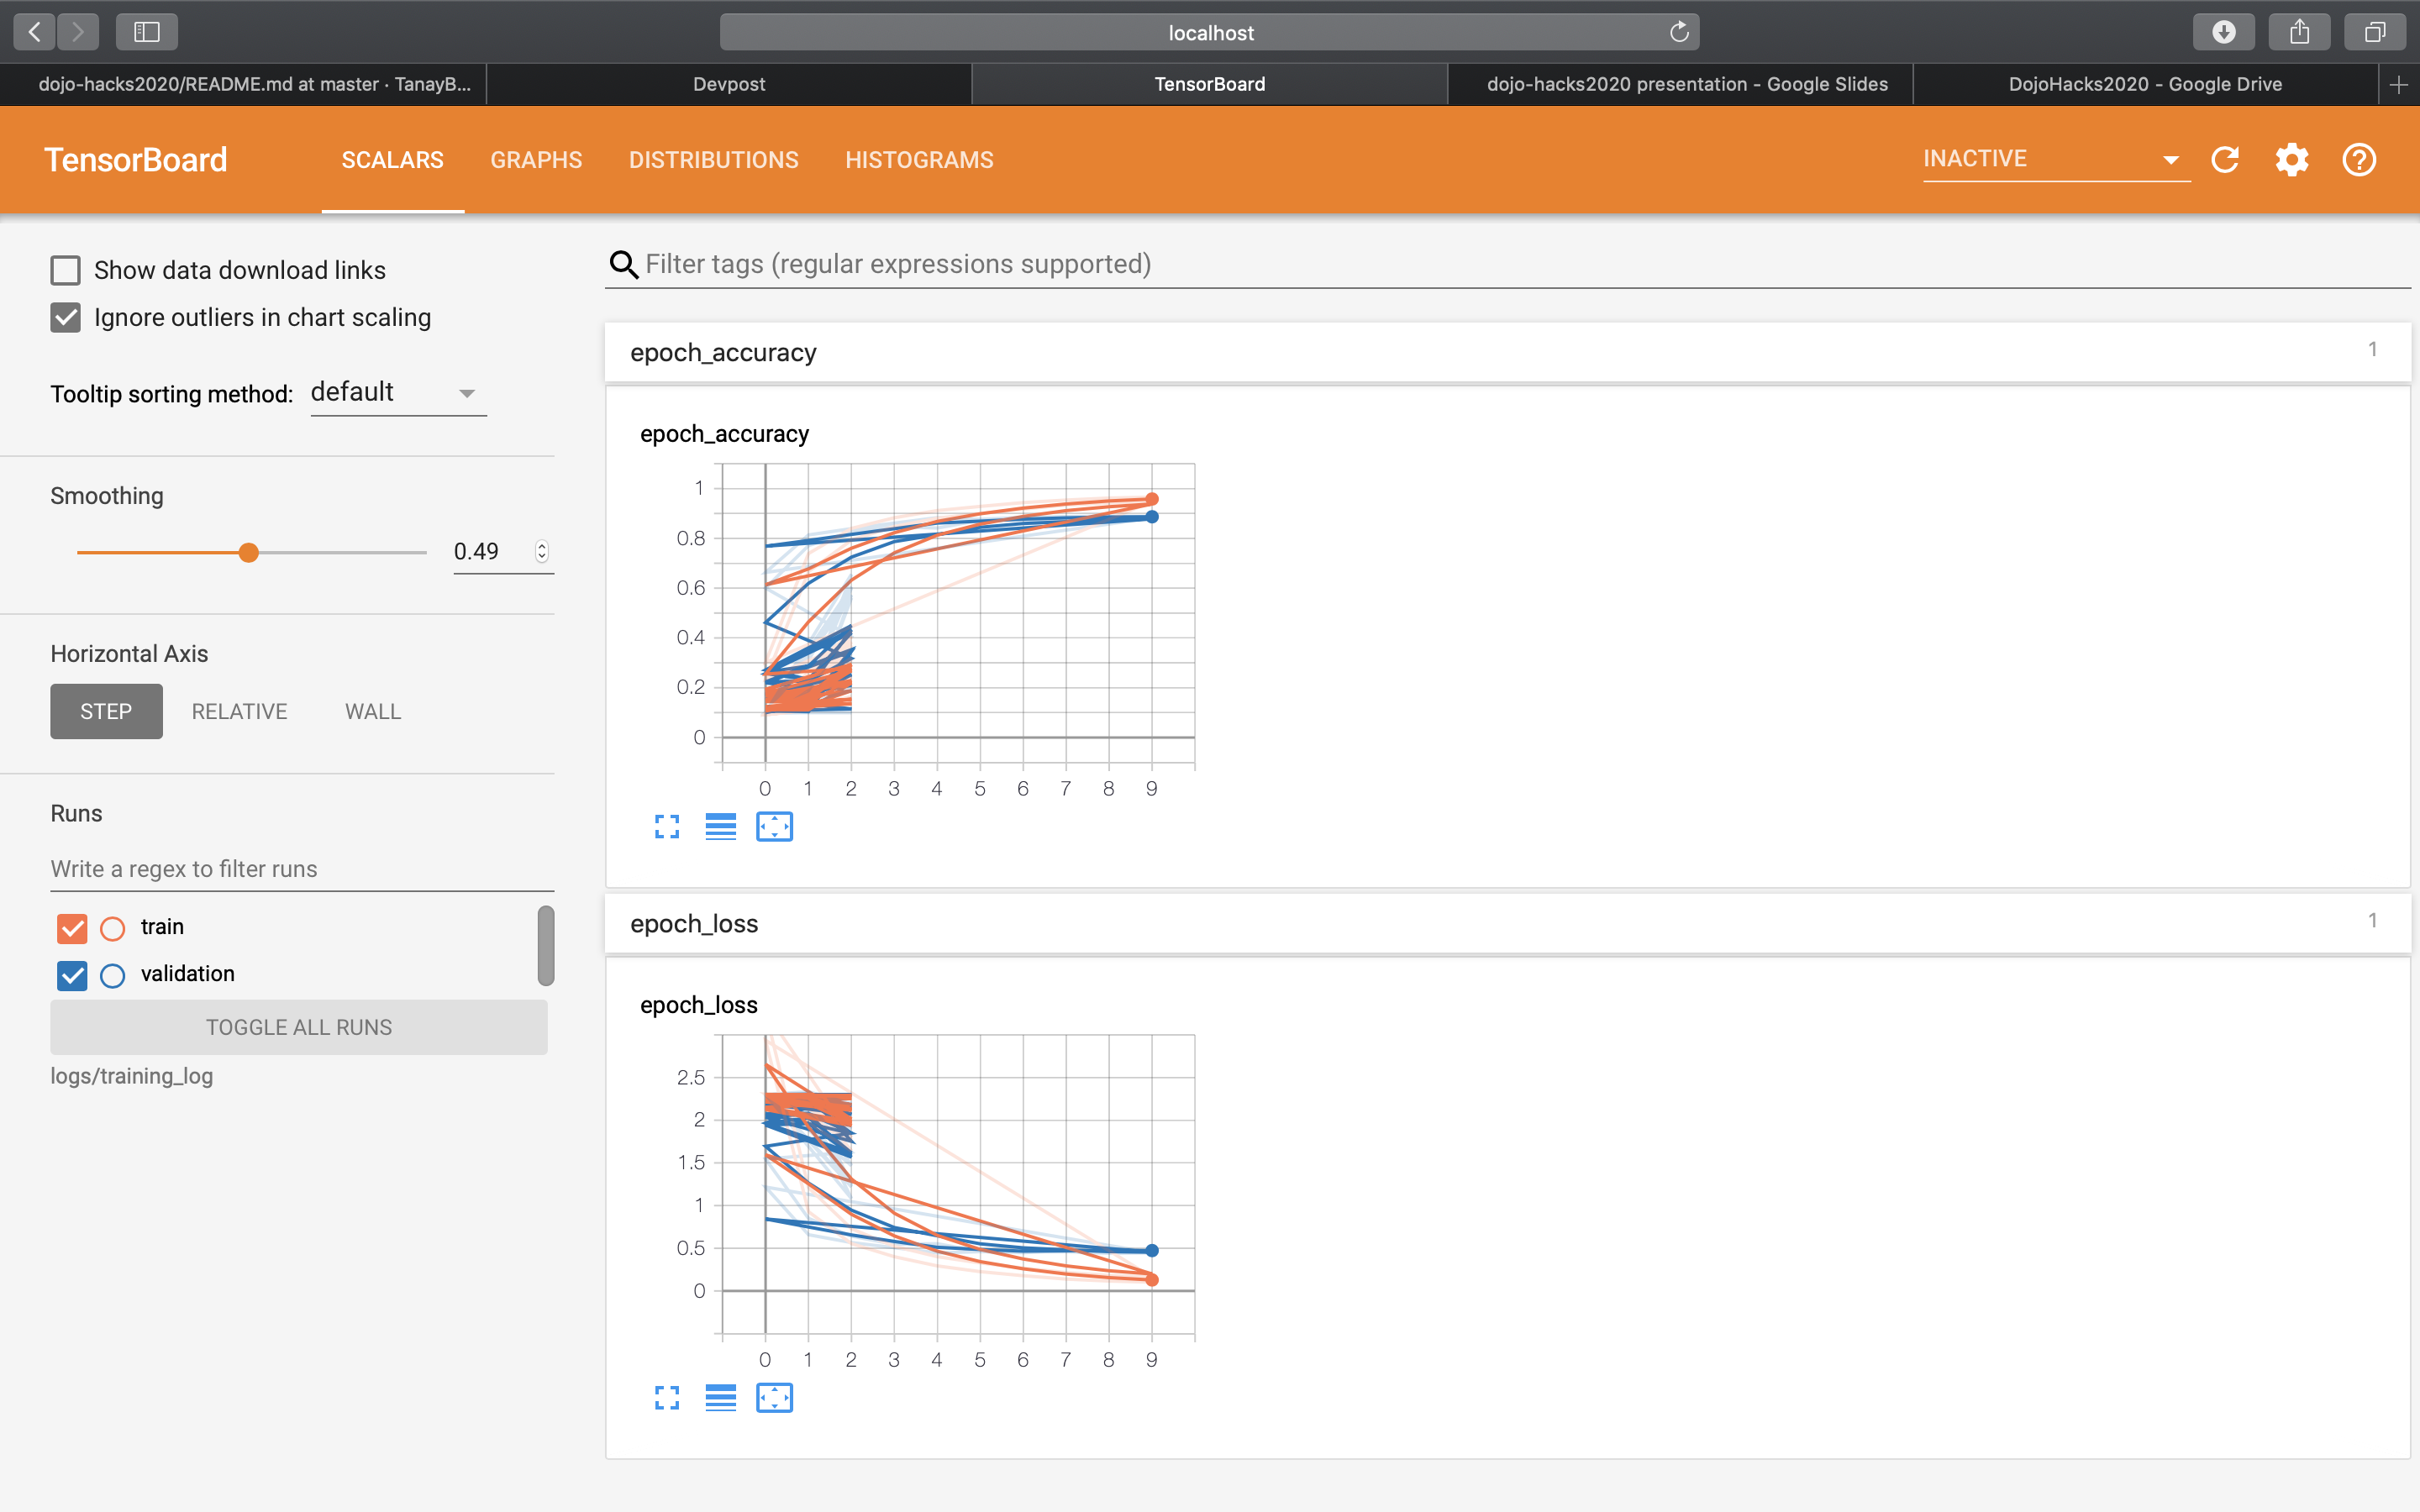 localhost
dojo-hacks2020/README.md at master · TanayB...
Devpost
TensorBoard
dojo-hacks2020 presentation - Google Slides
DojoHacks2020 - Google Drive
TensorBoard
SCALARS
GRAPHS
DISTRIBUTIONS
HISTOGRAMS
INACTIVE
Show data download links
Ignore outliers in chart scaling
Tooltip sorting method: default
Smoothing
0.49
Horizontal Axis
STEP
RELATIVE
WALL
Runs
Write a regex to filter runs
train
validation
TOGGLE ALL RUNS
logs/training_log
Filter tags (regular expressions supported)
epoch_accuracy
1
epoch_accuracy
1
0.8
0.6
0.4
0.2
0
0 1 2 3 4 5 6 7 8 9
epoch_loss
1
epoch_loss
2.5
2
1.5
1
0.5
0
0 1 2 3 4 5 6 7 8 9